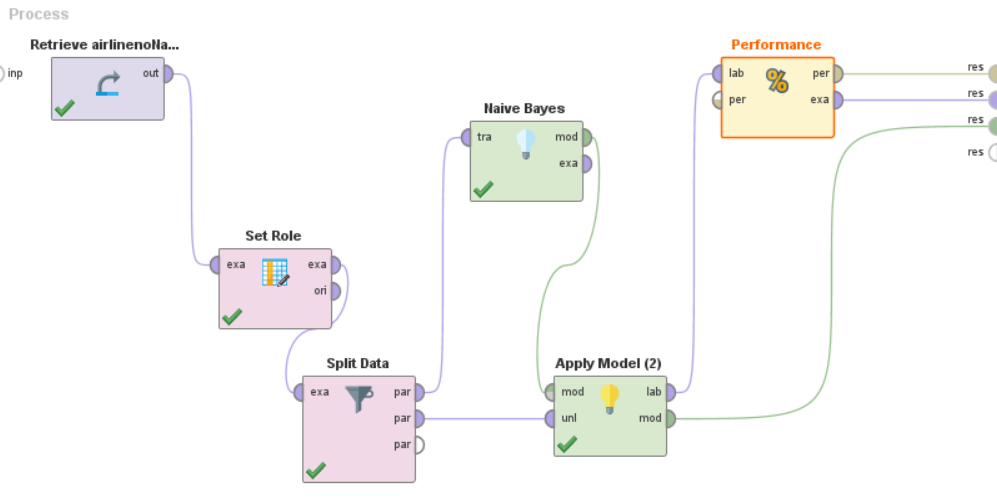 Process
Retrieve airlinenoNa...
inp
out
Performance
lab
per
per
exa
%
res
res
res
res
Naive Bayes
tra
mod
exa
Set Role
exa
exa
ori
Split Data
exa
par
par
par
Apply Model (2)
mod
lab
unl
mod